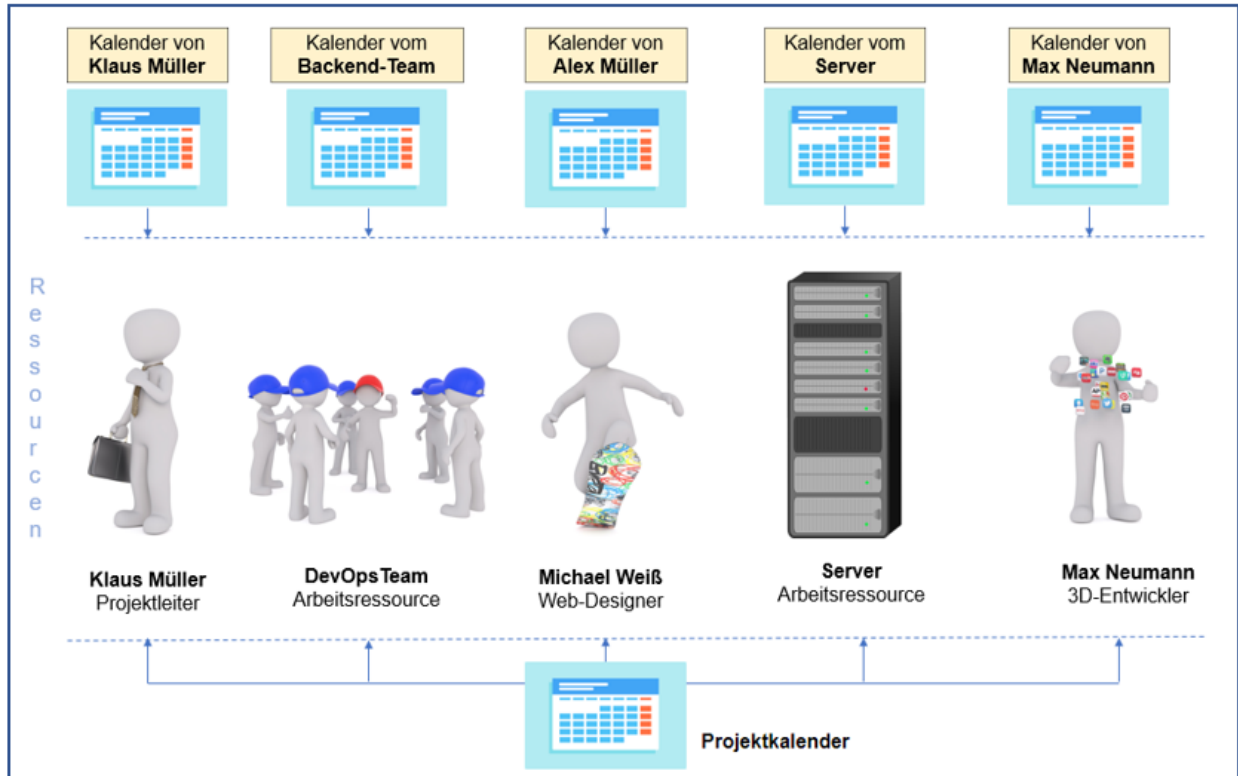 Kalender von
Klaus Müller
Kalender vom
Backend-Team
Kalender von
Alex Müller
Kalender vom
Server
Kalender von
Max Neumann
Ressourcen
Klaus Müller
Projektleiter
DevOpsTeam
Arbeitsressource
Michael Weiß
Web-Designer
Server
Arbeitsressource
Max Neumann
3D-Entwickler
Projektkalender